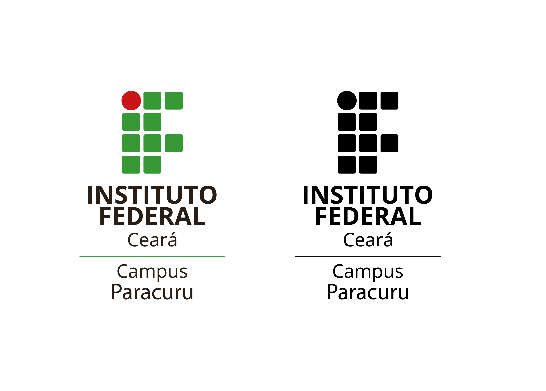 INSTITUTO
FEDERAL
Ceará
Campus
Paracuru
INSTITUTO
FEDERAL
Ceará
Campus
Paracuru